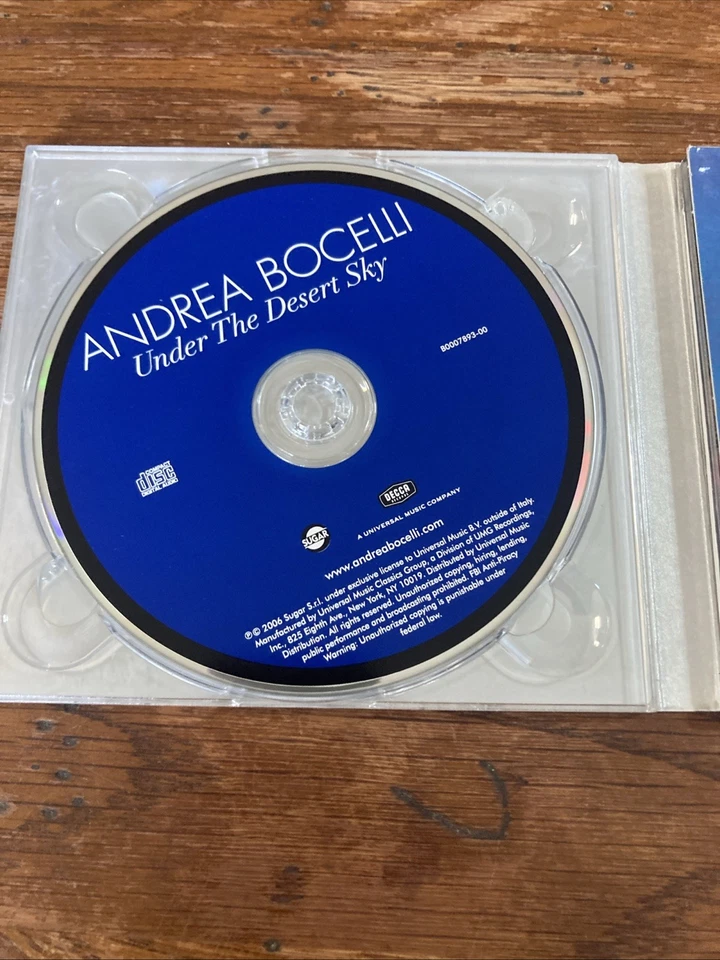 ANDREA BOCELLI
Under The Desert Sky
B0007893-00
COMPACT
disc
DIGITAL AUDIO
SUGAR
DECCA
A UNIVERSAL MUSIC COMPANY
www.andreabocelli.com
℗© 2006 Sugar S.r.l. under exclusive license to Universal Music B.V. outside of Italy.
Manufactured by Universal Music Classics Group, a Division of UMG Recordings,
Inc., 825 Eighth Ave., New York, NY 10019. Distributed by Universal Music
Distribution. All rights reserved. Unauthorized copying, hiring, lending,
public performance and broadcasting prohibited. FBI Anti-Piracy
Warning: Unauthorized copying is punishable under
federal law.